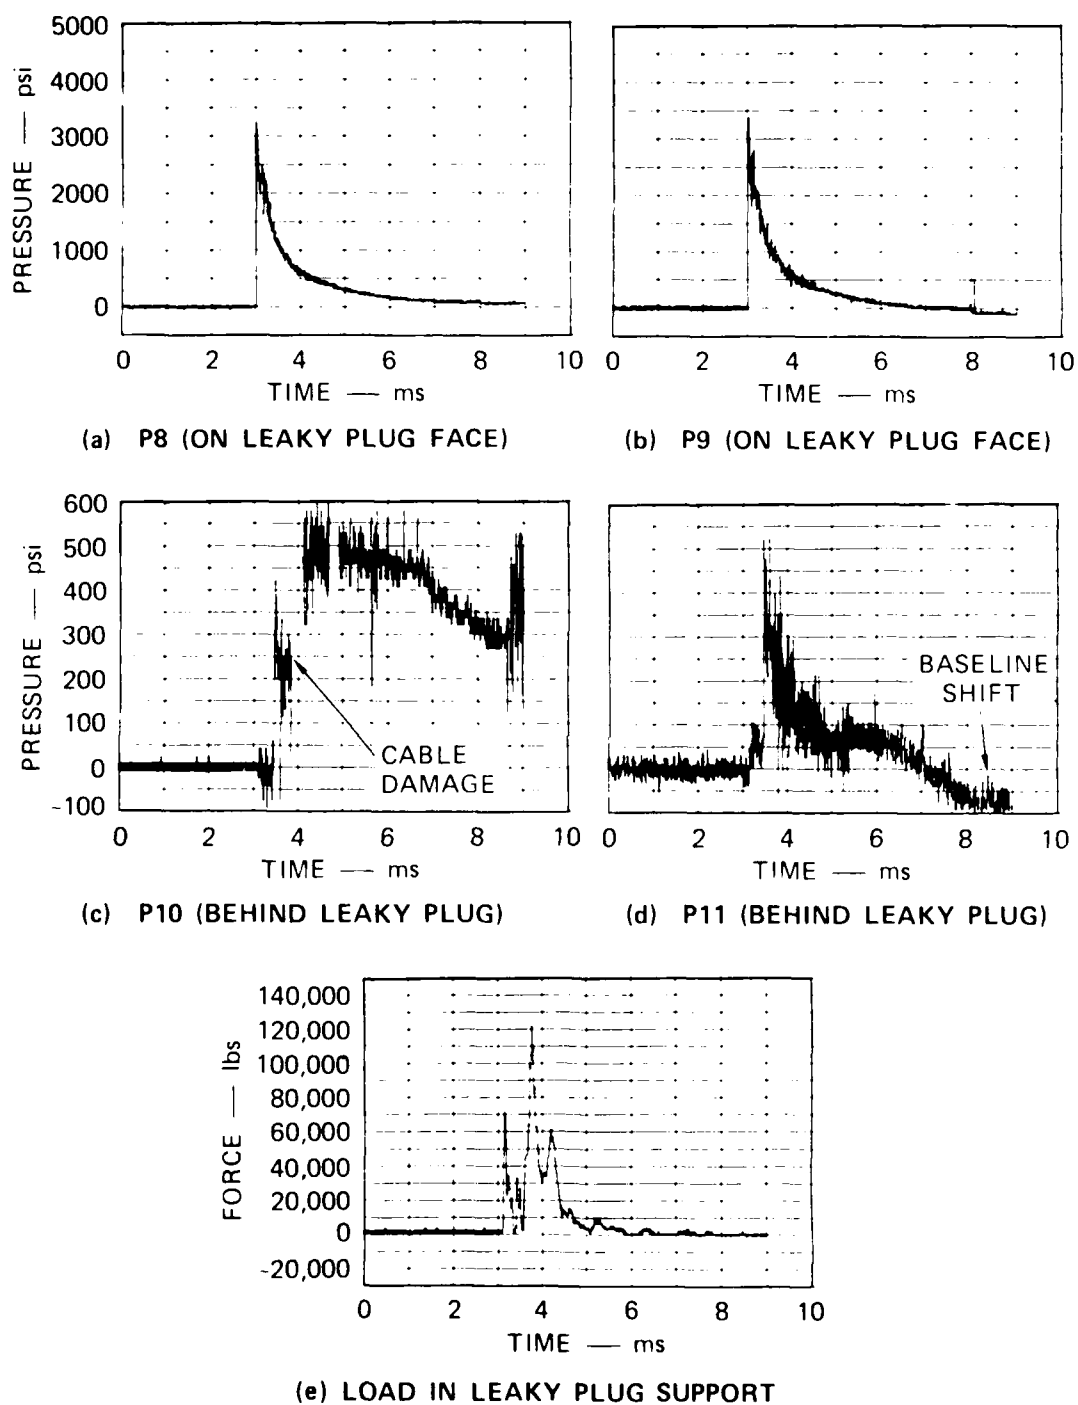 5000
4000
3000
2000
1000
0
PRESSURE — psi
0 2 4 6 8 10
TIME — ms
(a) P8 (ON LEAKY PLUG FACE)
0 2 4 6 8 10
TIME — ms
(b) P9 (ON LEAKY PLUG FACE)
600
500
400
300
200
100
0
-100
PRESSURE — psi
CABLE
DAMAGE
0 2 4 6 8 10
TIME — ms
(c) P10 (BEHIND LEAKY PLUG)
BASELINE
SHIFT
0 2 4 6 8 10
TIME — ms
(d) P11 (BEHIND LEAKY PLUG)
140,000
120,000
100,000
80,000
60,000
40,000
20,000
0
-20,000
FORCE — lbs
0 2 4 6 8 10
TIME — ms
(e) LOAD IN LEAKY PLUG SUPPORT